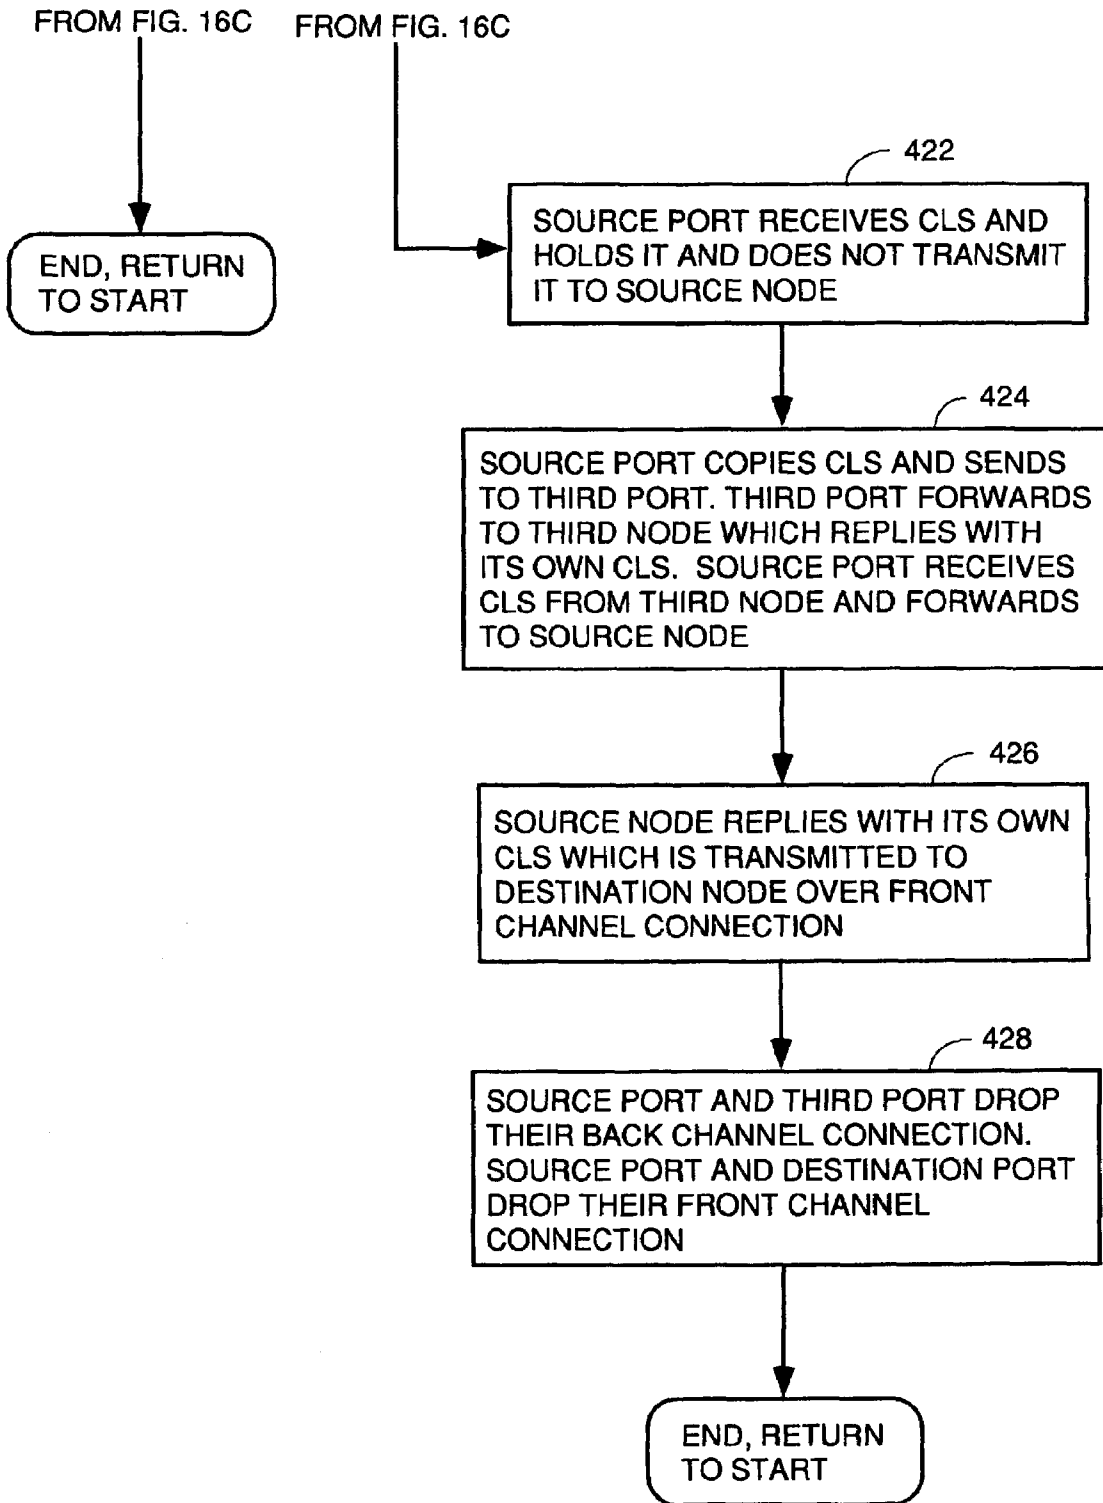 FROM FIG. 16C
FROM FIG. 16C
END, RETURN
TO START
422
SOURCE PORT RECEIVES CLS AND
HOLDS IT AND DOES NOT TRANSMIT
IT TO SOURCE NODE
424
SOURCE PORT COPIES CLS AND SENDS
TO THIRD PORT. THIRD PORT FORWARDS
TO THIRD NODE WHICH REPLIES WITH
ITS OWN CLS. SOURCE PORT RECEIVES
CLS FROM THIRD NODE AND FORWARDS
TO SOURCE NODE
426
SOURCE NODE REPLIES WITH ITS OWN
CLS WHICH IS TRANSMITTED TO
DESTINATION NODE OVER FRONT
CHANNEL CONNECTION
428
SOURCE PORT AND THIRD PORT DROP
THEIR BACK CHANNEL CONNECTION.
SOURCE PORT AND DESTINATION PORT
DROP THEIR FRONT CHANNEL
CONNECTION
END, RETURN
TO START